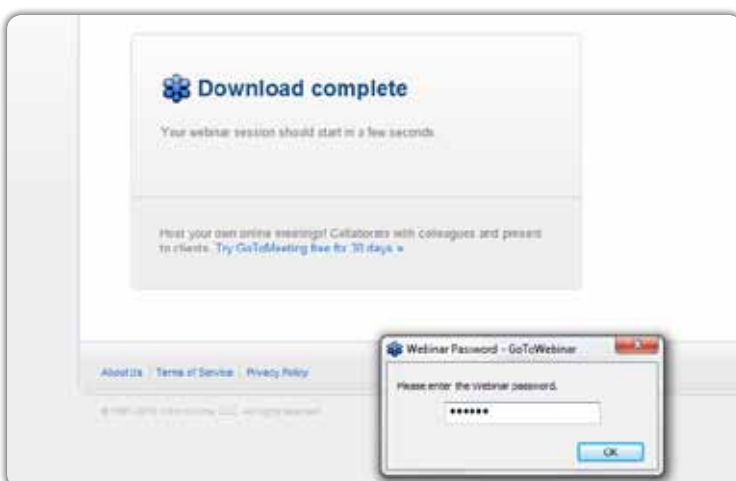 Download complete
Your webinar session should start in a few seconds.
Host your own online meetings! Collaborate with colleagues and present
to clients. Try GoToMeeting free for 30 days »
Webinar Password - GoToWebinar
About Us | Terms of Service | Privacy Policy
Please enter the Webinar password.
••••••
OK